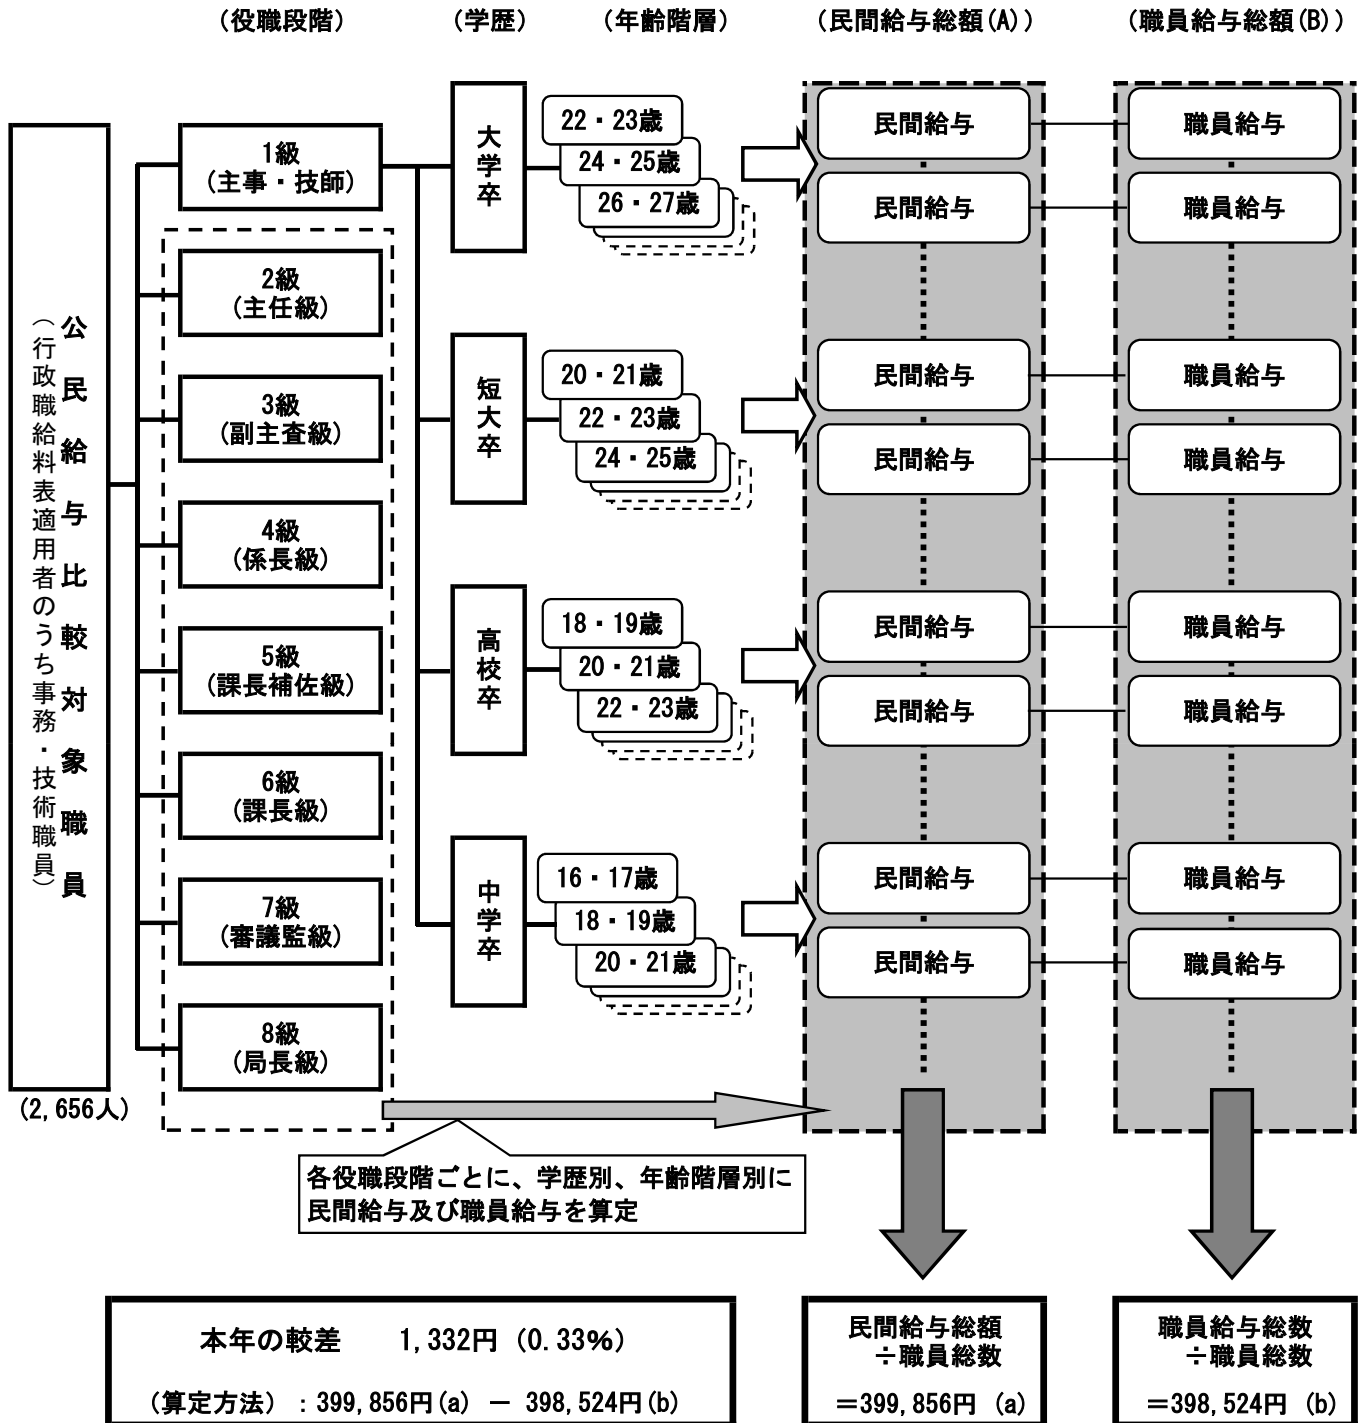 (役職段階) (学歴) (年齢階層) (民間給与総額(A)) (職員給与総額(B))
公民給与比較対象職員
(行政職給料表適用者のうち事務・技術職員)
(2,656人)
1級
(主事・技師)
2級
(主任級)
3級
(副主査級)
4級
(係長級)
5級
(課長補佐級)
6級
(課長級)
7級
(審議監級)
8級
(局長級)
大学卒
22・23歳
24・25歳
26・27歳
民間給与 職員給与
民間給与 職員給与
短大卒
20・21歳
22・23歳
24・25歳
民間給与 職員給与
民間給与 職員給与
高校卒
18・19歳
20・21歳
22・23歳
民間給与 職員給与
民間給与 職員給与
中学卒
16・17歳
18・19歳
20・21歳
民間給与 職員給与
民間給与 職員給与
各役職段階ごとに、学歴別、年齢階層別に
民間給与及び職員給与を算定
本年の較差 1,332円 (0.33%)
(算定方法) : 399,856円(a) － 398,524円(b)
民間給与総額
÷職員総数
＝399,856円 (a)
職員給与総数
÷職員総数
＝398,524円 (b)